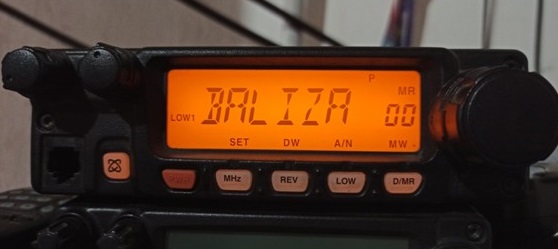 P
MR
LOW1 BALIZA 00
SET DW A/N MW
MHz REV LOW D/MR